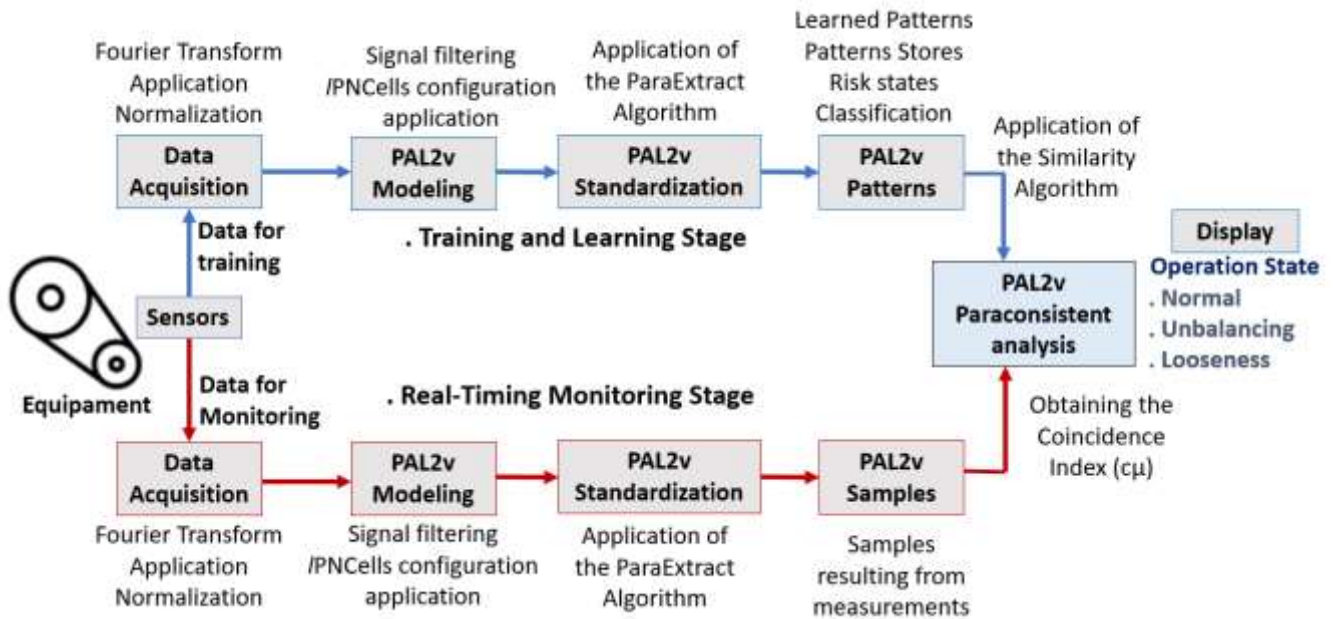 Fourier Transform
Application
Normalization
Signal filtering
lPNCells configuration
application
Application of
the ParaExtract
Algorithm
Learned Patterns
Patterns Stores
Risk states
Classification
Data
Acquisition
PAL2v
Modeling
PAL2v
Standardization
PAL2v
Patterns
Application of
the Similarity
Algorithm
Data for
training
. Training and Learning Stage
Display
Operation State
. Normal
. Unbalancing
. Looseness
Sensors
PAL2v
Paraconsistent
analysis
Equipament
Data for
Monitoring
. Real-Timing Monitoring Stage
Obtaining the
Coincidence
Index (cμ)
Data
Acquisition
PAL2v
Modeling
PAL2v
Standardization
PAL2v
Samples
Fourier Transform
Application
Normalization
Signal filtering
lPNCells configuration
application
Application of
the ParaExtract
Algorithm
Samples
resulting from
measurements